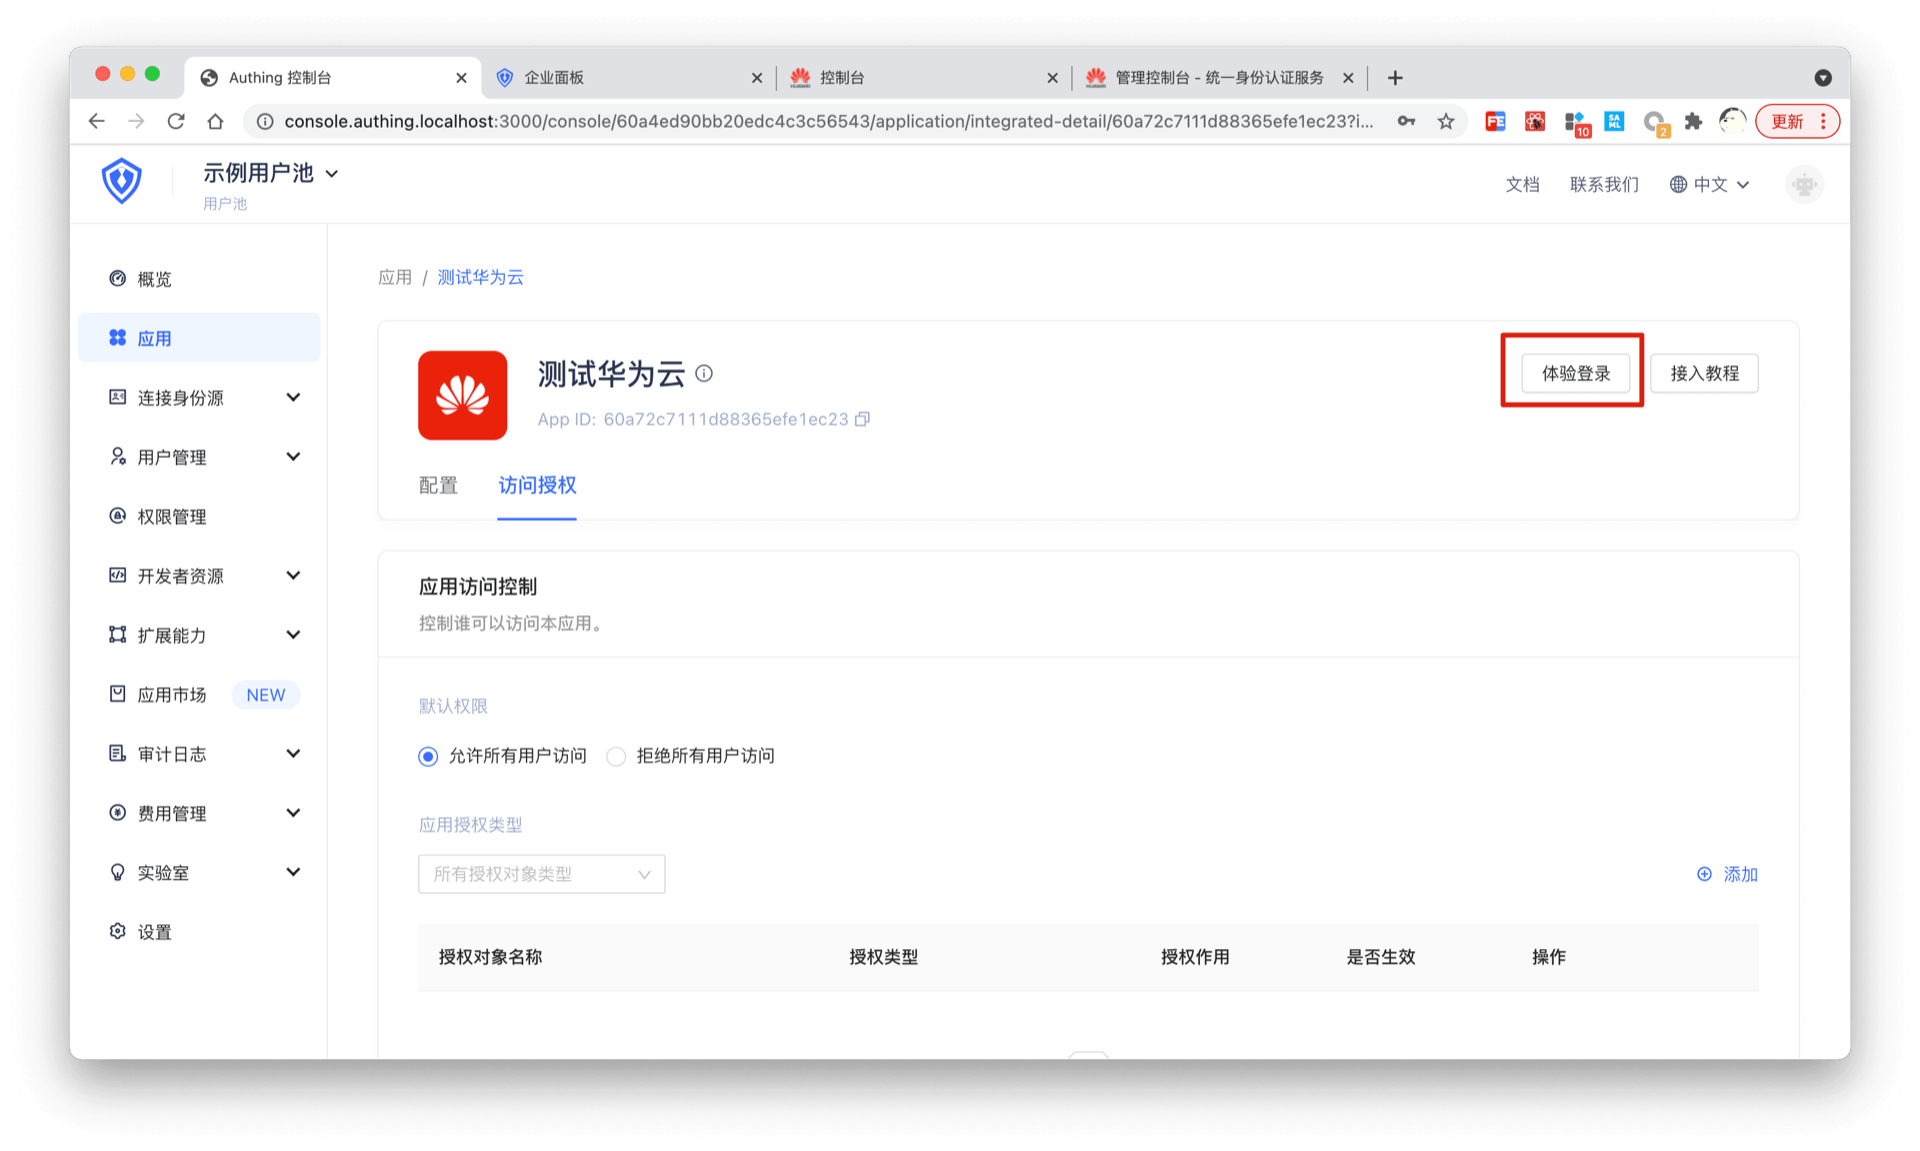 Authing 控制台
企业面板
控制台
管理控制台 - 统一身份认证服务
console.authing.localhost:3000/console/60a4ed90bb20edc4c3c56543/application/integrated-detail/60a72c7111d88365efe1ec23?i...
FE
10
SA
ML
2
更新
示例用户池
用户池
文档
联系我们
中文
概览
应用
连接身份源
用户管理
权限管理
开发者资源
扩展能力
应用市场 NEW
审计日志
费用管理
实验室
设置
应用 / 测试华为云
测试华为云
App ID: 60a72c7111d88365efe1ec23
体验登录
接入教程
配置
访问授权
应用访问控制
控制谁可以访问本应用。
默认权限
允许所有用户访问
拒绝所有用户访问
应用授权类型
所有授权对象类型
添加
授权对象名称 授权类型 授权作用 是否生效 操作